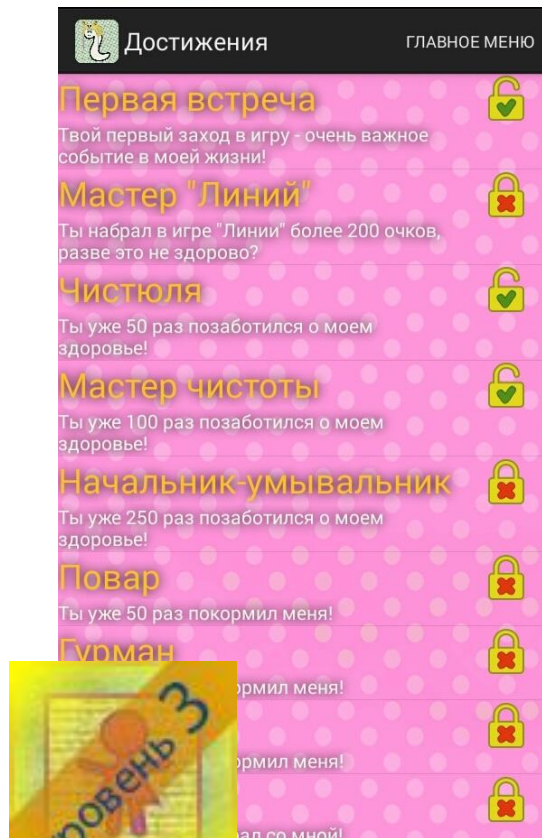 Достижения
ГЛАВНОЕ МЕНЮ
Первая встреча
Твой первый заход в игру - очень важное
событие в моей жизни!
Мастер "Линий"
Ты набрал в игре "Линии" более 200 очков,
разве это не здорово?
Чистюля
Ты уже 50 раз позаботился о моем
здоровье!
Мастер чистоты
Ты уже 100 раз позаботился о моем
здоровье!
Начальник-умывальник
Ты уже 250 раз позаботился о моем
здоровье!
Повар
Ты уже 50 раз покормил меня!
Гурман
ормил меня!
ормил меня!
ал со мной!
ровень 3